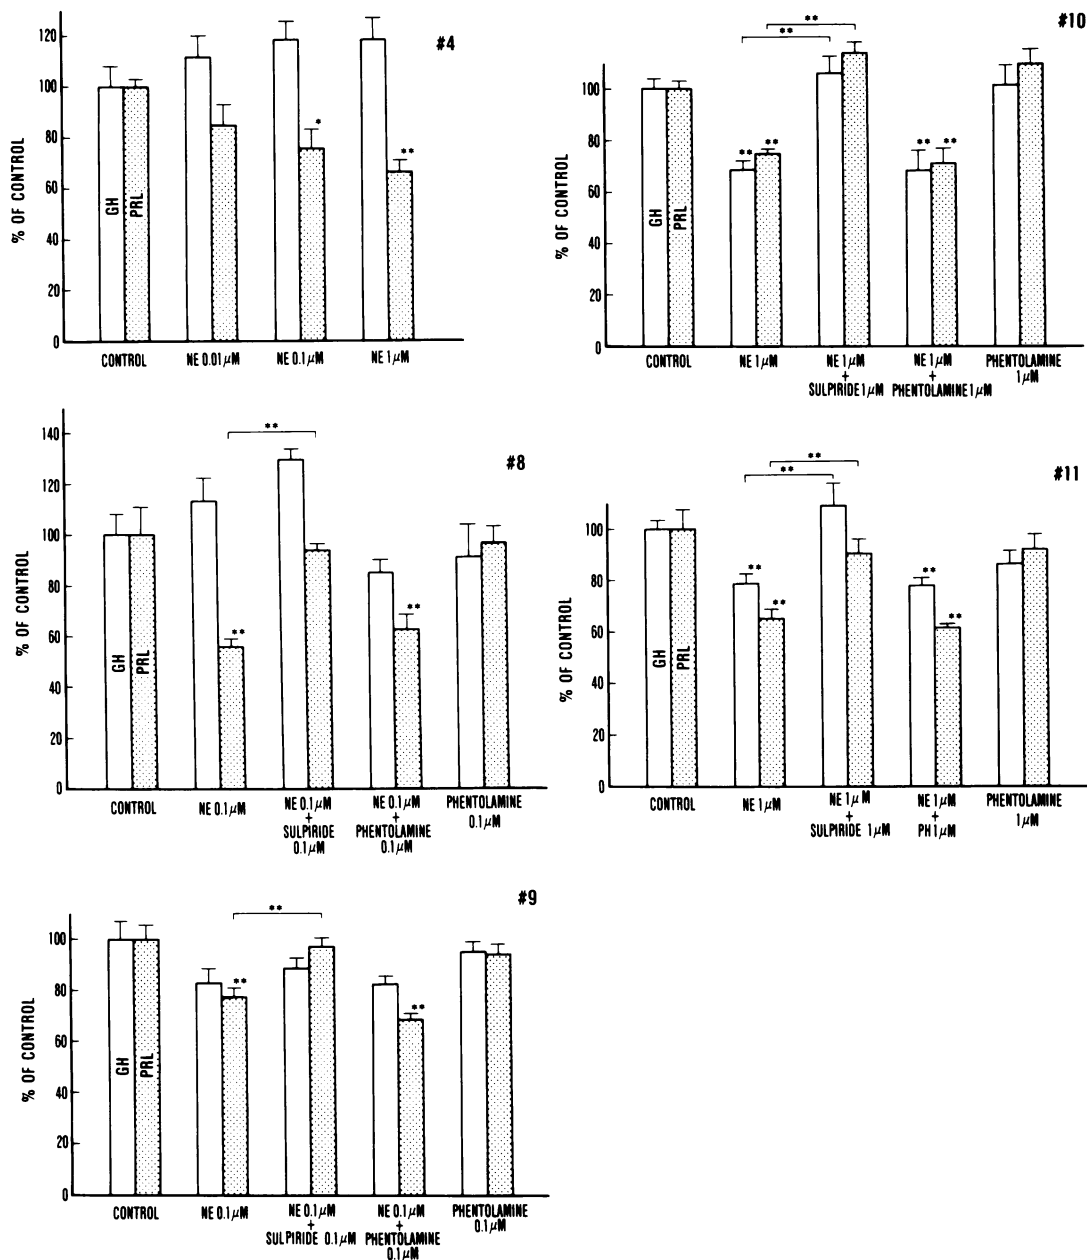 #4
120
100
80
60
40
20
0
% OF CONTROL
GH
PRL
*
**
CONTROL
NE 0.01μM
NE 0.1μM
NE 1μM
#10
**
**
100
80
60
40
20
0
% OF CONTROL
GH
PRL
** **
** **
CONTROL
NE 1μM
NE 1μM
+
SULPIRIDE 1μM
NE 1μM
+
PHENTOLAMINE 1μM
PHENTOLAMINE
1μM
#8
**
140
120
100
80
60
40
20
0
% OF CONTROL
GH
PRL
**
**
CONTROL
NE 0.1μM
NE 0.1μM
+
SULPIRIDE
0.1μM
NE 0.1μM
+
PHENTOLAMINE
0.1μM
PHENTOLAMINE
0.1μM
#11
**
**
100
80
60
40
20
0
% OF CONTROL
GH
PRL
**
**
**
**
CONTROL
NE 1μM
NE 1μM
+
SULPIRIDE 1μM
NE 1μM
+
PH 1μM
PHENTOLAMINE
1μM
#9
**
100
80
60
40
20
0
% OF CONTROL
GH
PRL
**
**
CONTROL
NE 0.1μM
NE 0.1μM
+
SULPIRIDE 0.1μM
NE 0.1μM
+
PHENTOLAMINE
0.1μM
PHENTOLAMINE
0.1μM